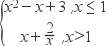 x² − x + 3 , x ≤ 1
x + 2/x , x>1